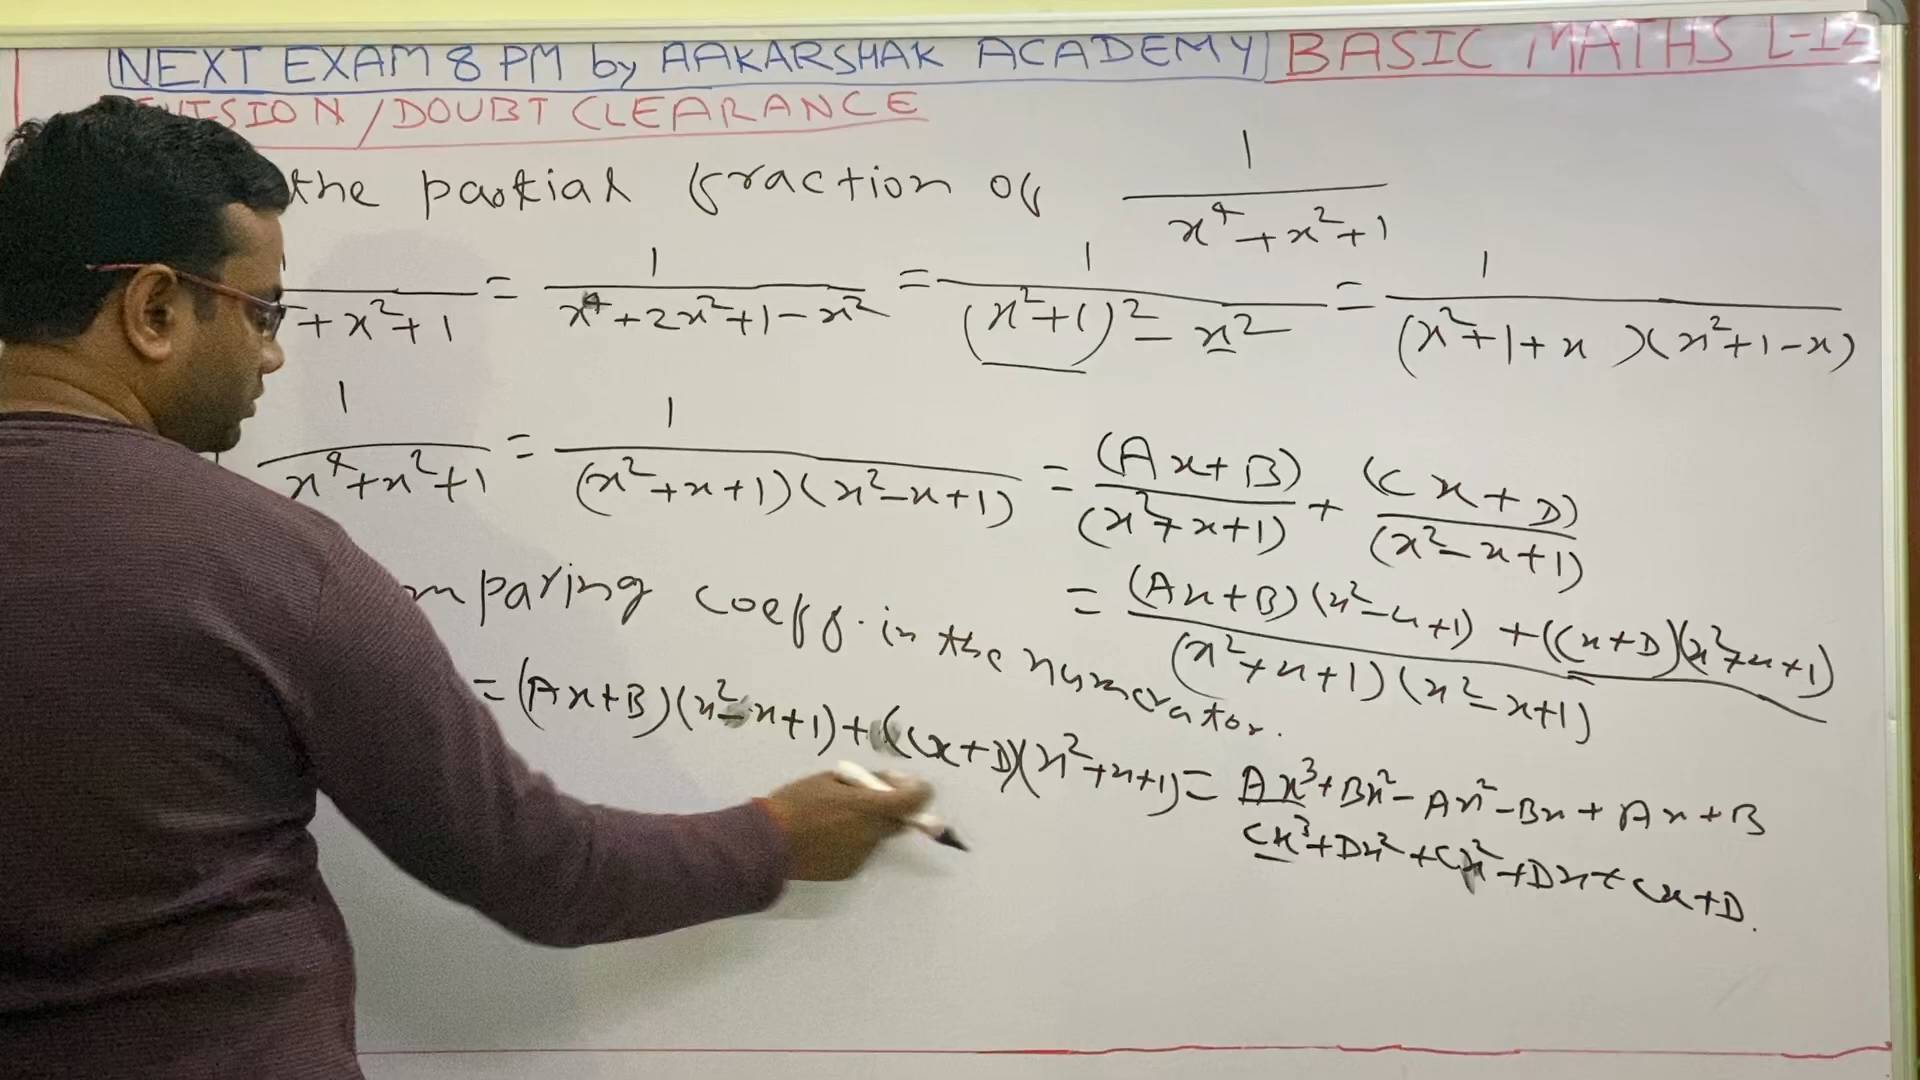 NEXT EXAM 8 PM by AAKARSHAK ACADEMY BASIC MATHS L-12
/DOUBT CLEARANCE
the partial fraction of 1/(x⁴+x²+1)
+x²+1 = 1/(x⁴+2x²+1-x²) = 1/((x²+1)²-x²) = 1/((x²+1+x)(x²+1-x))
1/(x⁴+x²+1) = 1/((x²+x+1)(x²-x+1)) = (Ax+B)/(x²+x+1) + (Cx+D)/(x²-x+1)
= ((Ax+B)(x²-x+1)+(Cx+D)(x²+x+1))/((x²+x+1)(x²-x+1))
mparing coeff. in the numerator.
=(Ax+B)(x²-x+1)+(Cx+D)(x²+x+1)= Ax³+Bx²-Ax²-Bx+Ax+B
Cx³+Dx²+Cx²+Dx+Cx+D.